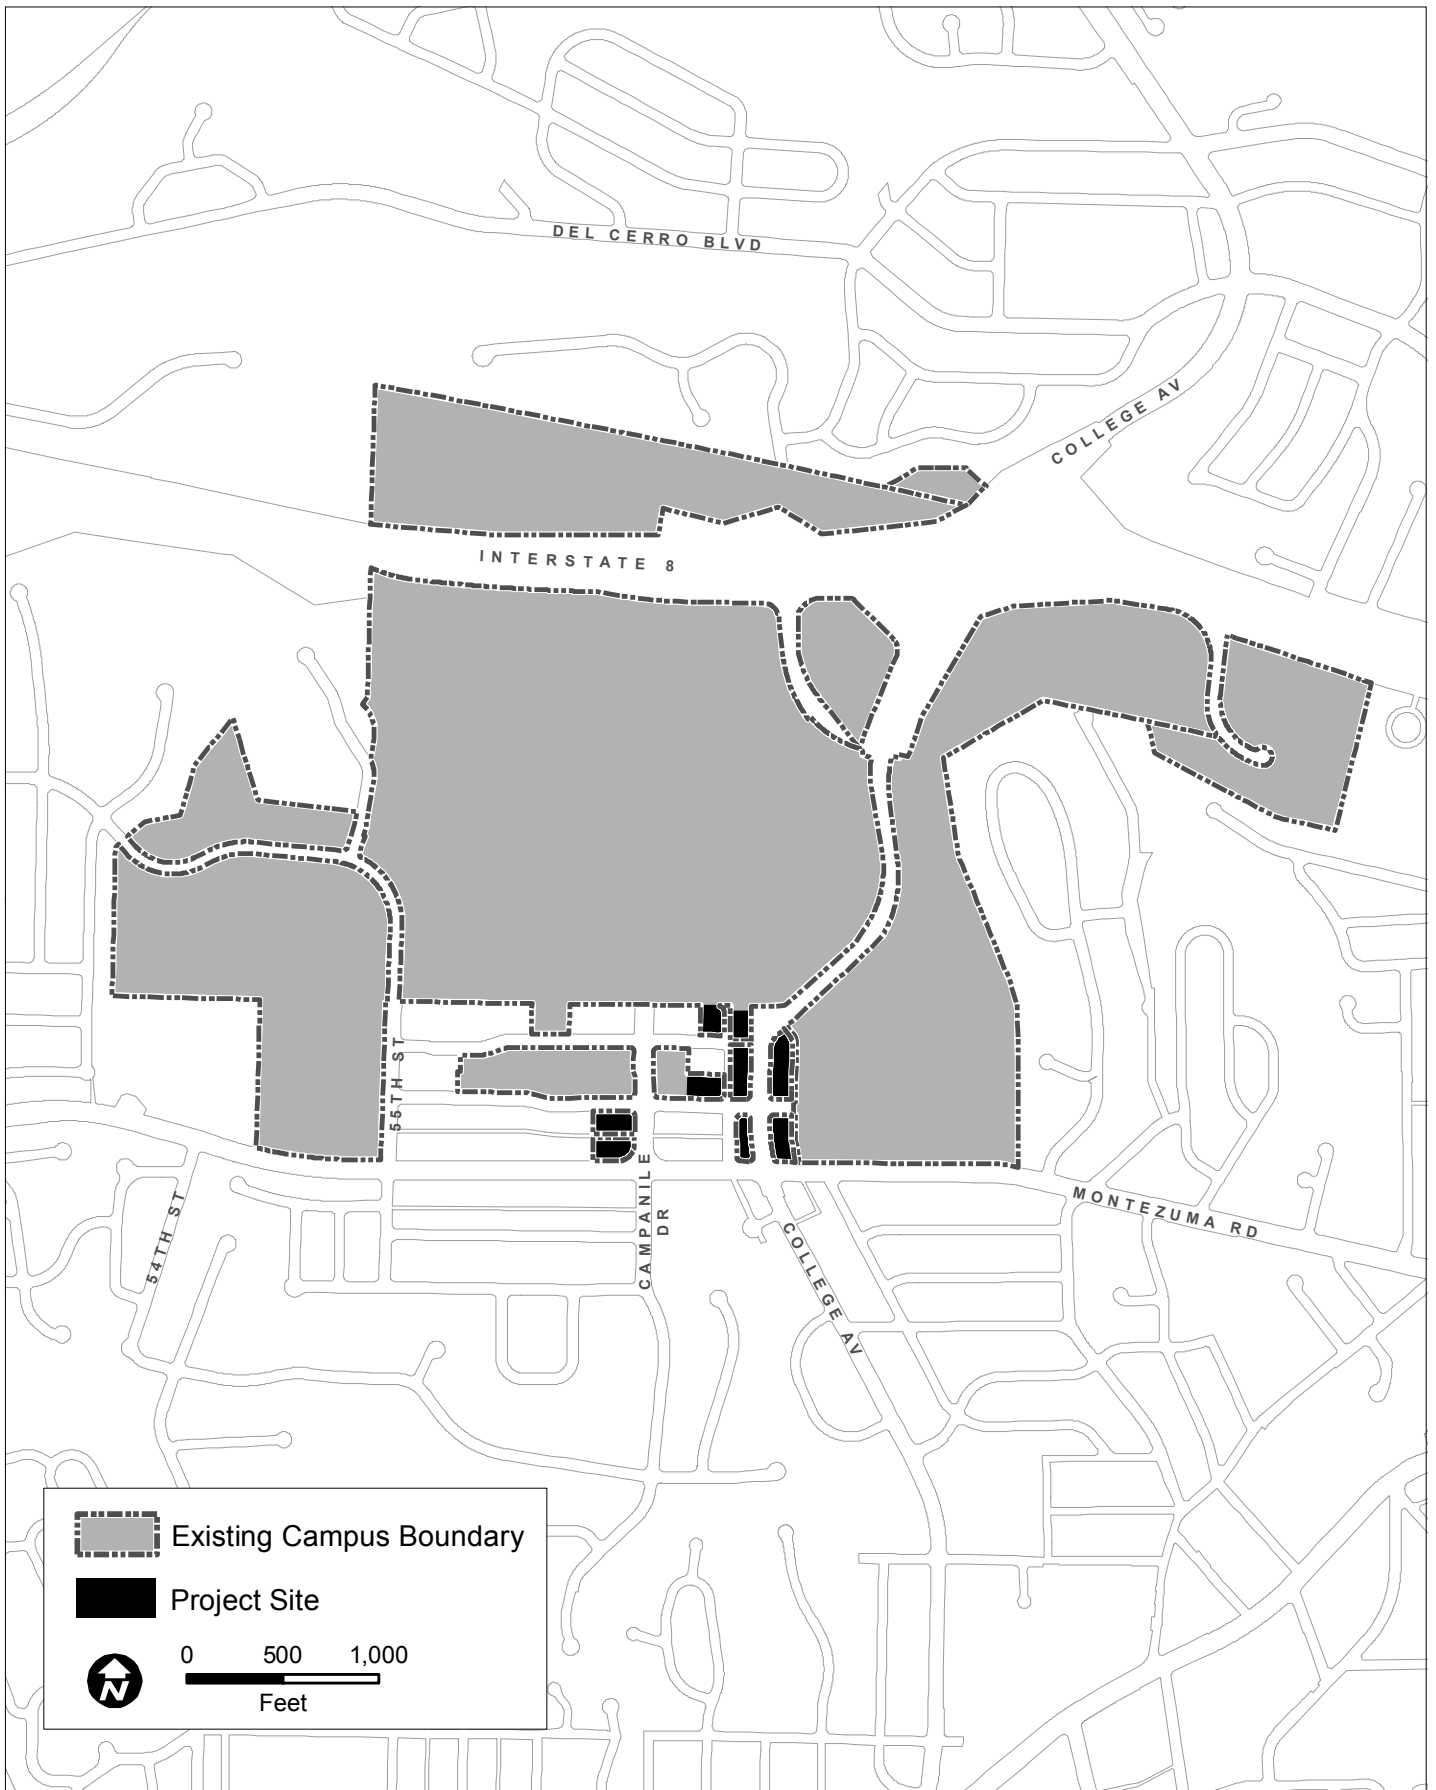 DEL CERRO BLVD
COLLEGE AV
INTERSTATE 8
55TH ST
CAMPANILE
DR
MONTEZUMA RD
54TH ST
COLLEGE AV
Existing Campus Boundary
Project Site
0 500 1,000
N
Feet